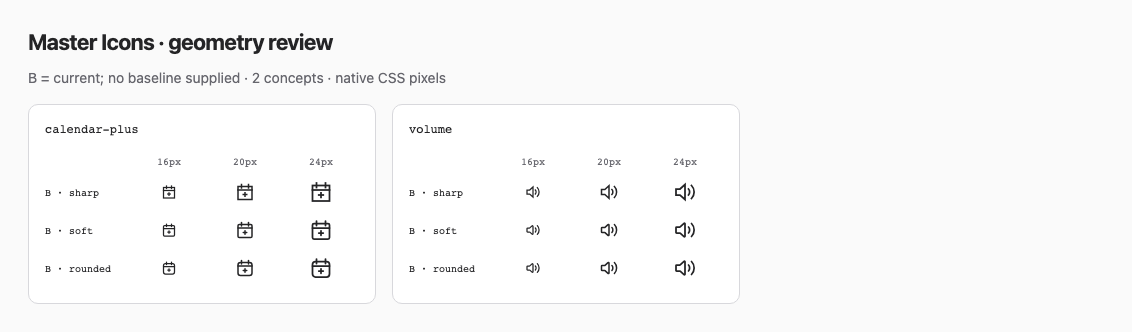 Master Icons · geometry review
B = current; no baseline supplied · 2 concepts · native CSS pixels
calendar-plus
16px 20px 24px
B · sharp
B · soft
B · rounded
volume
16px 20px 24px
B · sharp
B · soft
B · rounded